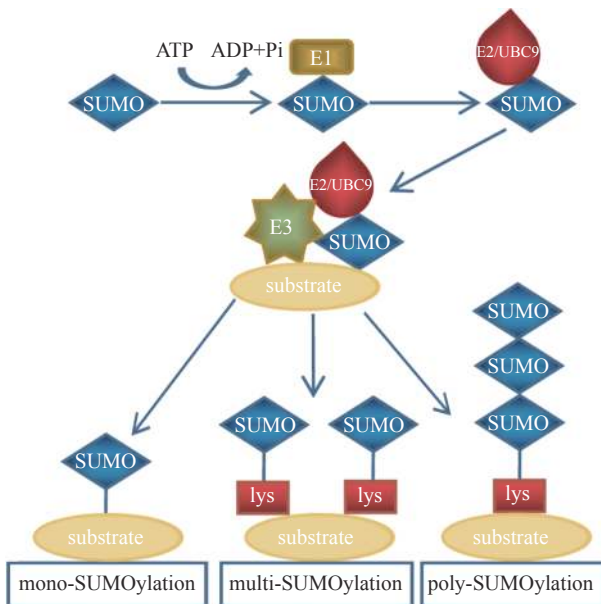 ATP ADP+Pi
E1
E2/UBC9
SUMO
SUMO
SUMO
E2/UBC9
E3
SUMO
substrate
SUMO
SUMO
SUMO
SUMO
SUMO
SUMO
lys
lys
lys
substrate
substrate
substrate
mono-SUMOylation
multi-SUMOylation
poly-SUMOylation